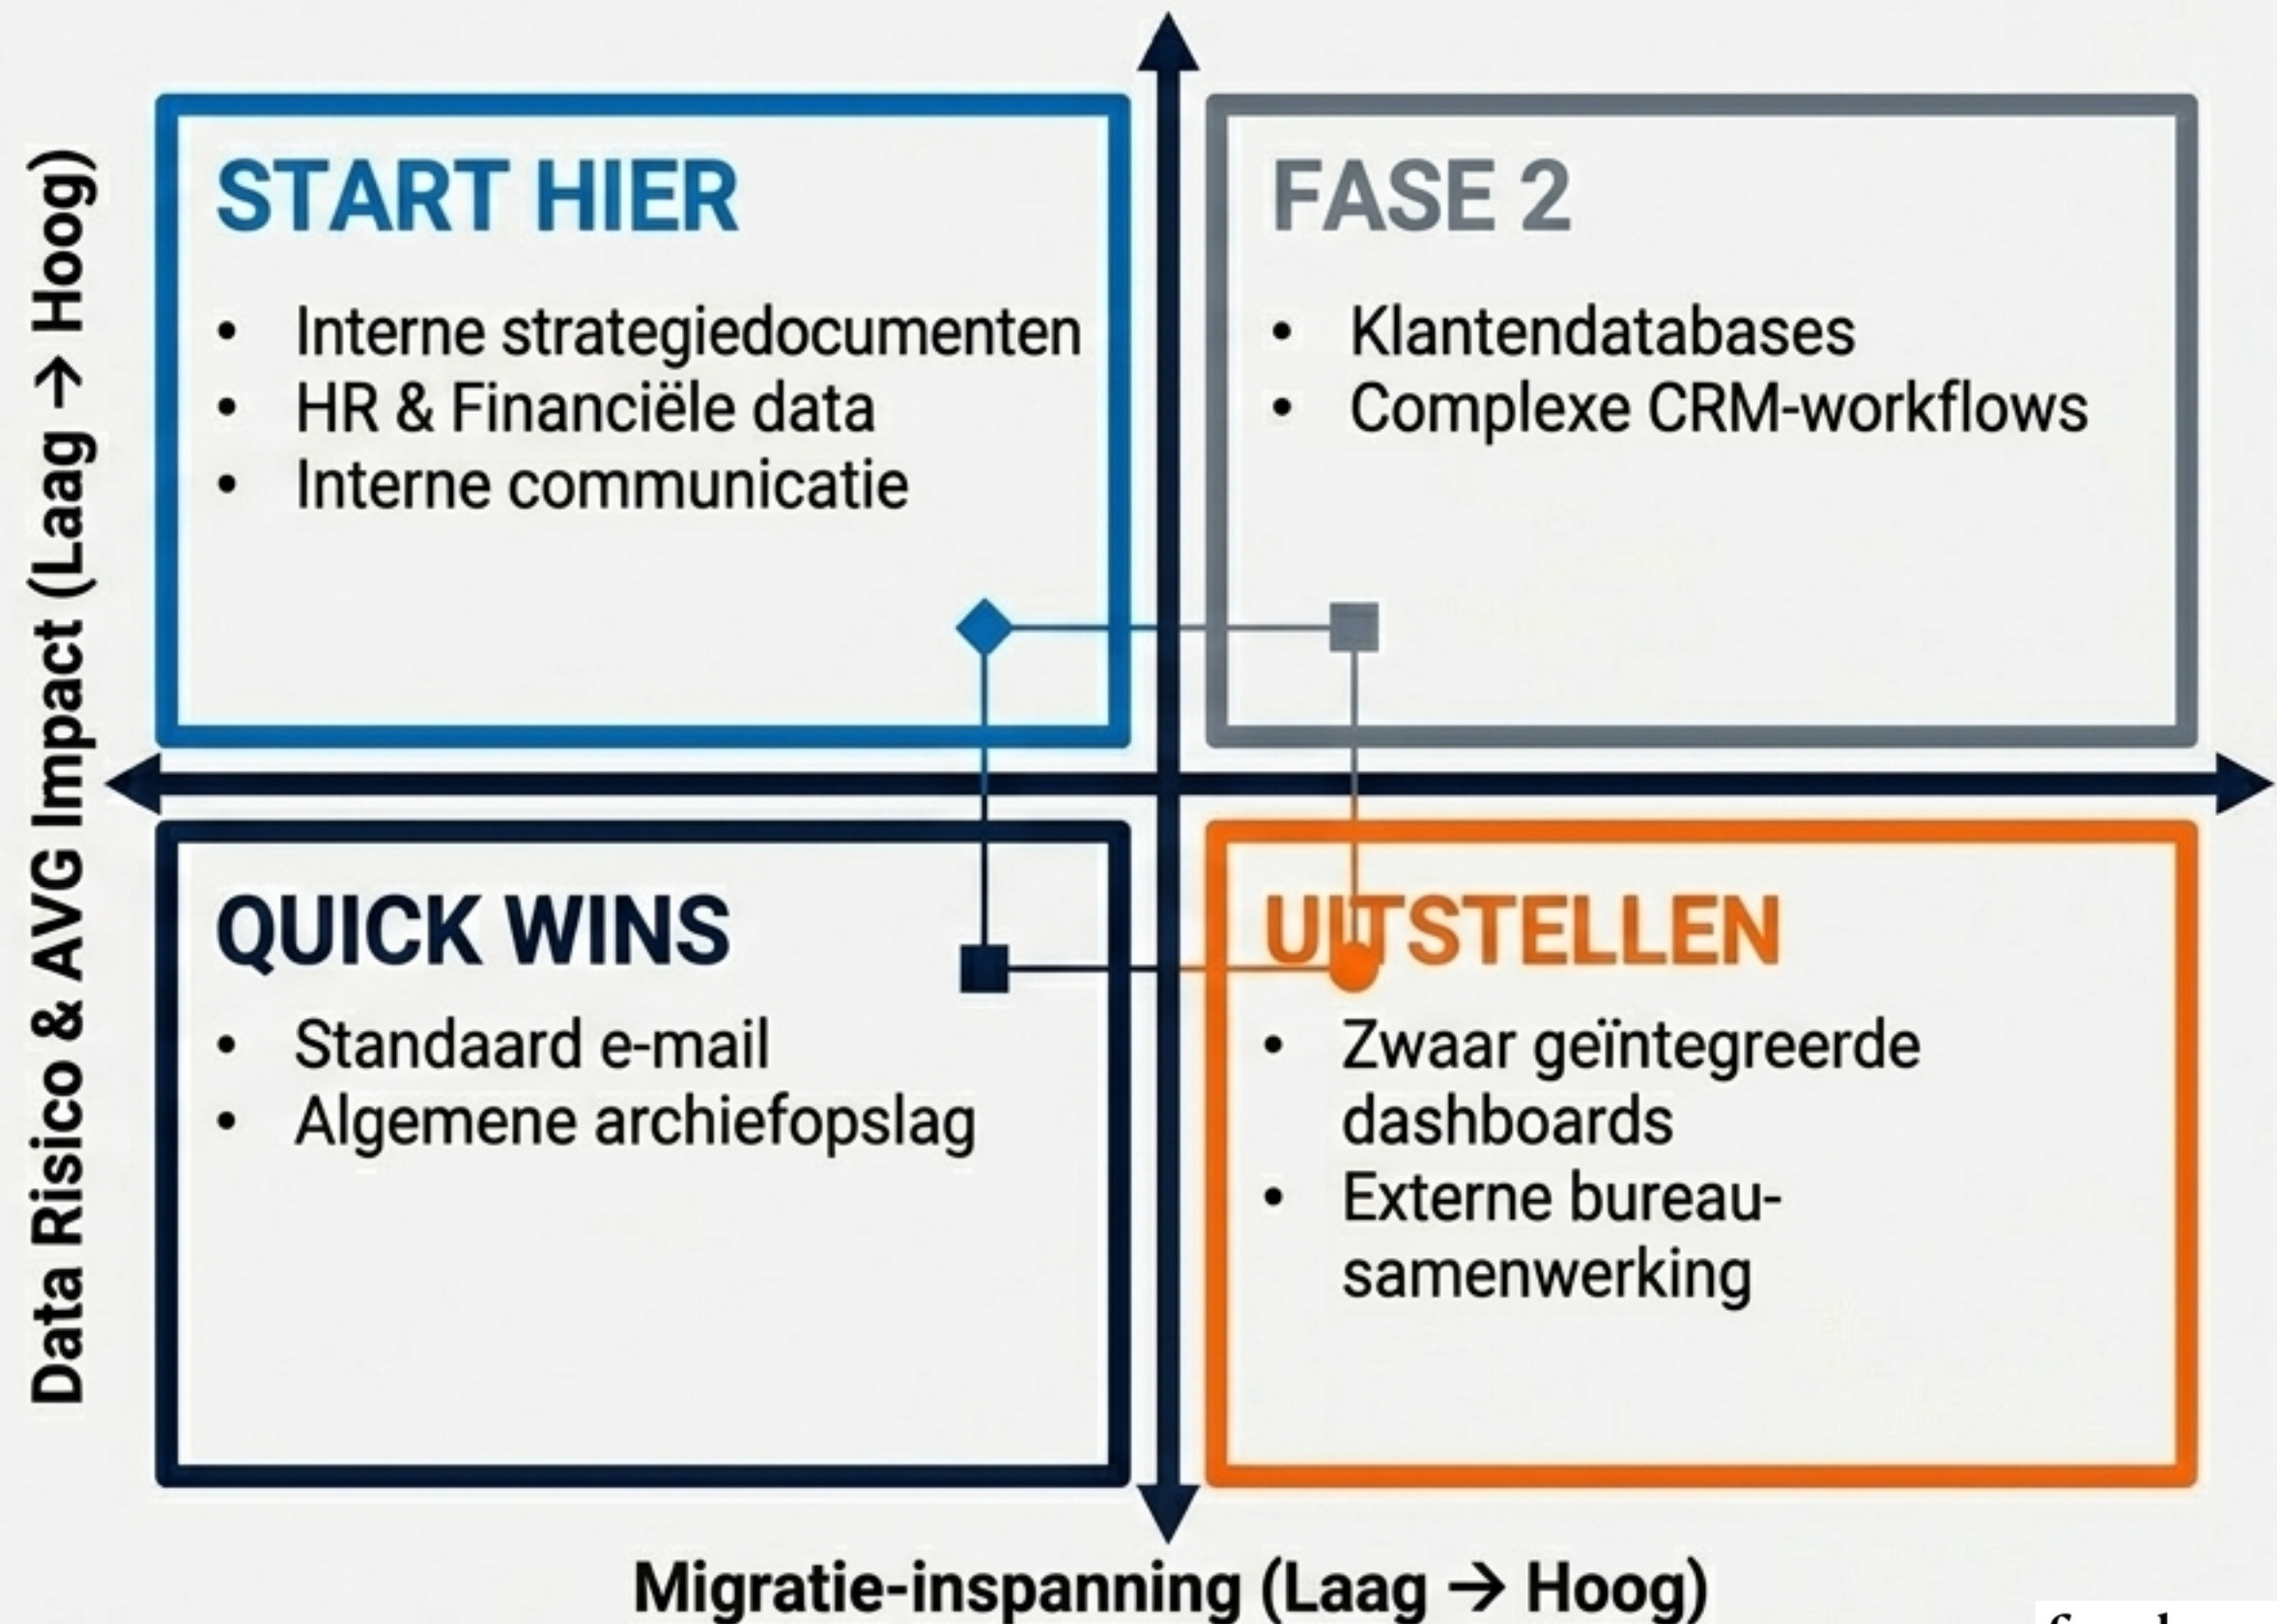 Data Risico & AVG Impact (Laag → Hoog)
START HIER
• Interne strategiedocumenten
• HR & Financiële data
• Interne communicatie
FASE 2
• Klantendatabases
• Complexe CRM-workflows
QUICK WINS
• Standaard e-mail
• Algemene archiefopslag
UITSTELLEN
• Zwaar geïntegreerde
dashboards
• Externe bureau-
samenwerking
Migratie-inspanning (Laag → Hoog)